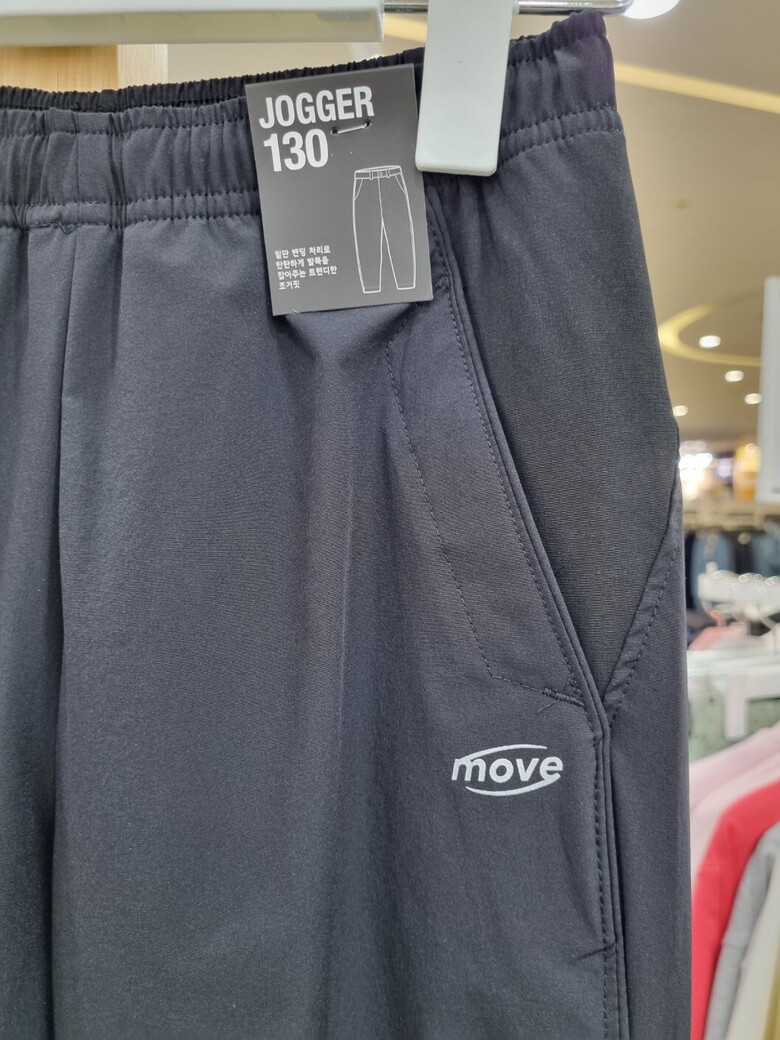 JOGGER
130
밑단 밴딩 처리로
탄탄하게 발목을
잡아주는 트렌디한
조거핏
move